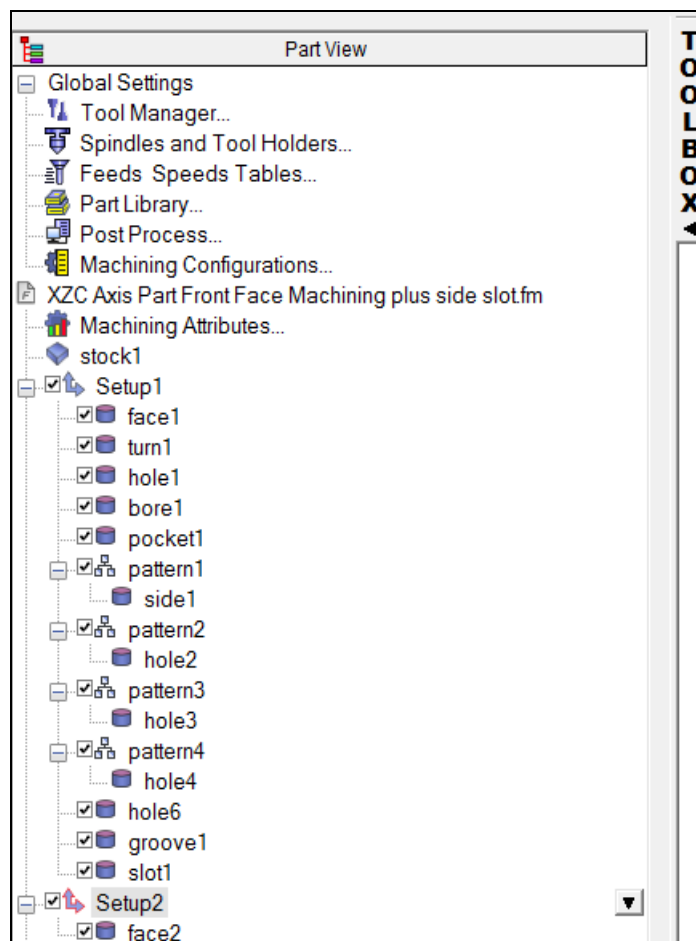 Part View
Global Settings
Tool Manager...
Spindles and Tool Holders...
Feeds Speeds Tables...
Part Library...
Post Process...
Machining Configurations...
XZC Axis Part Front Face Machining plus side slot.fm
Machining Attributes...
stock1
Setup1
face1
turn1
hole1
bore1
pocket1
pattern1
side1
pattern2
hole2
pattern3
hole3
pattern4
hole4
hole6
groove1
slot1
Setup2
face2
TOOLBOX